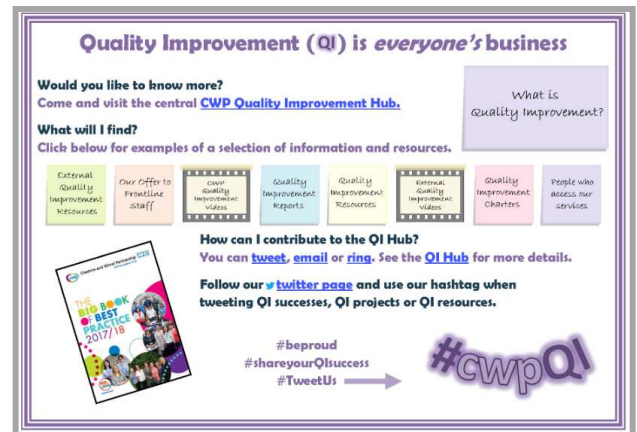 Quality Improvement (QI) is everyone's business
Would you like to know more?
Come and visit the central CWP Quality Improvement Hub.
What is
Quality Improvement?
What will I find?
Click below for examples of a selection of information and resources.
External
Quality
Improvement
Resources
Our Offer to
Frontline
Staff
CWP
Quality
Improvement
Videos
Quality
Improvement
Reports
Quality
Improvement
Resources
External
Quality
Improvement
Videos
Quality
Improvement
Charters
People who
access our
services
How can I contribute to the QI Hub?
You can tweet, email or ring. See the QI Hub for more details.
Follow our twitter page and use our hashtag when
tweeting QI successes, QI projects or QI resources.
Cheshire and Wirral Partnership NHS
THE
BIG BOOK
OF BEST
PRACTICE
2017/18
#beproud
#shareyourQIsuccess
#TweetUs
#cwpQI